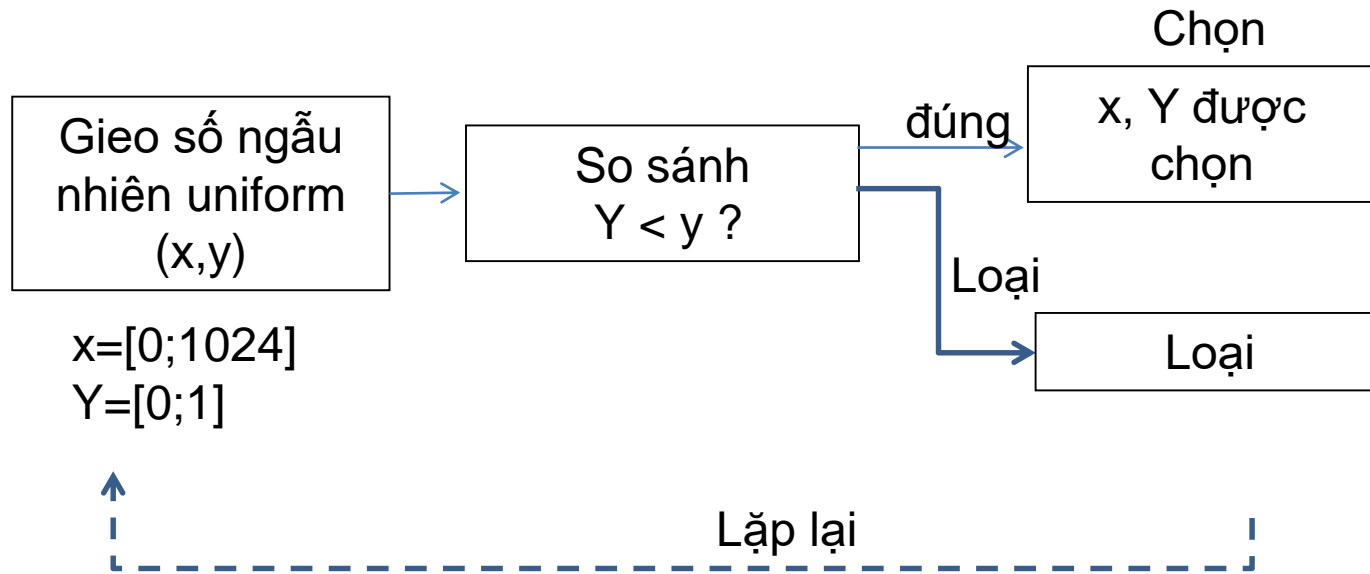 Gieo số ngẫu
nhiên uniform
(x,y)
x=[0;1024]
Y=[0;1]
So sánh
Y < y ?
đúng
Chọn
x, Y được
chọn
Loại
Loại
Lặp lại